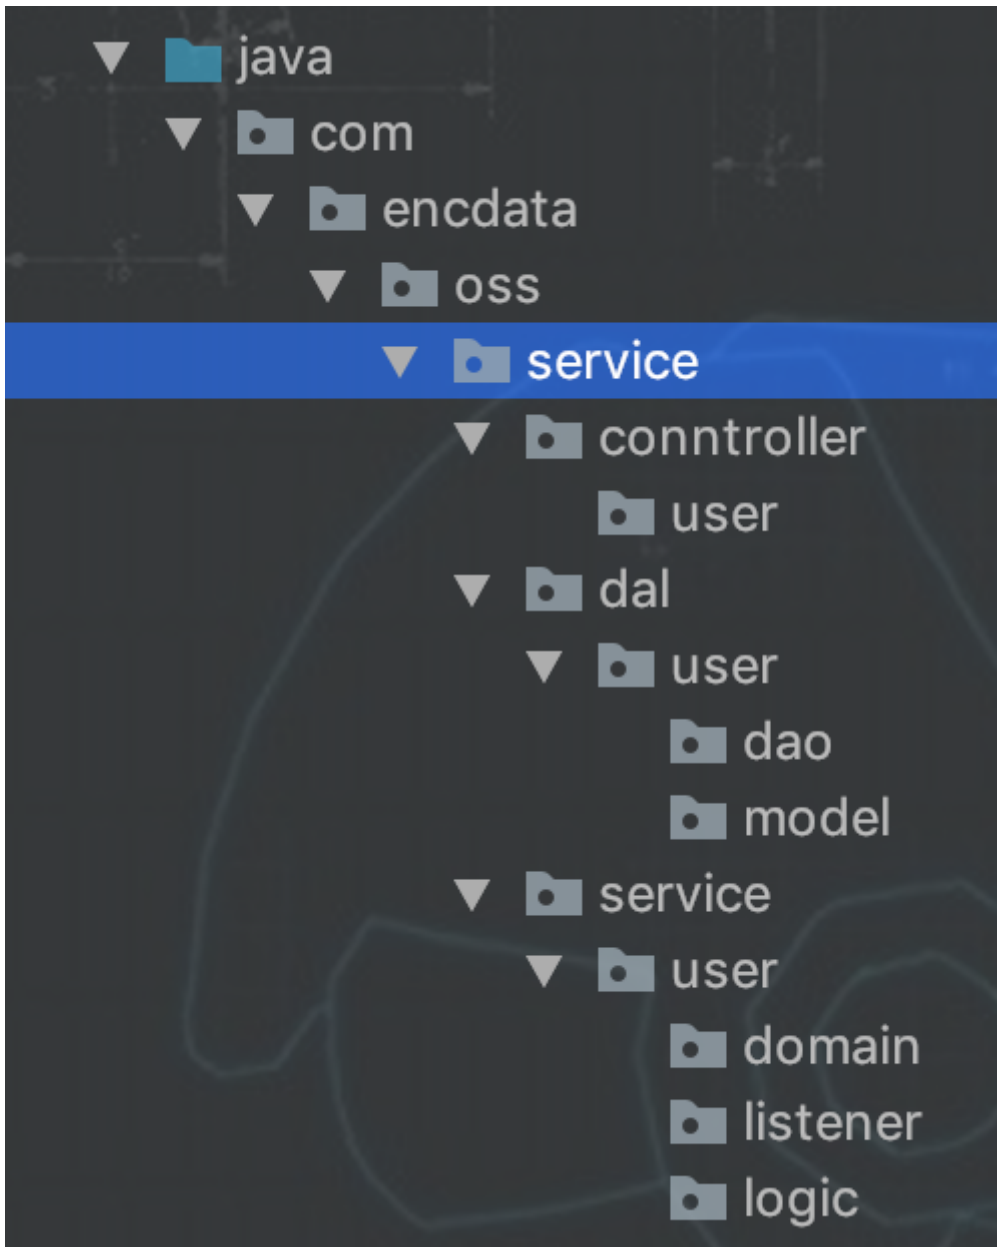 java
com
encdata
oss
service
conntroller
user
dal
user
dao
model
service
user
domain
listener
logic